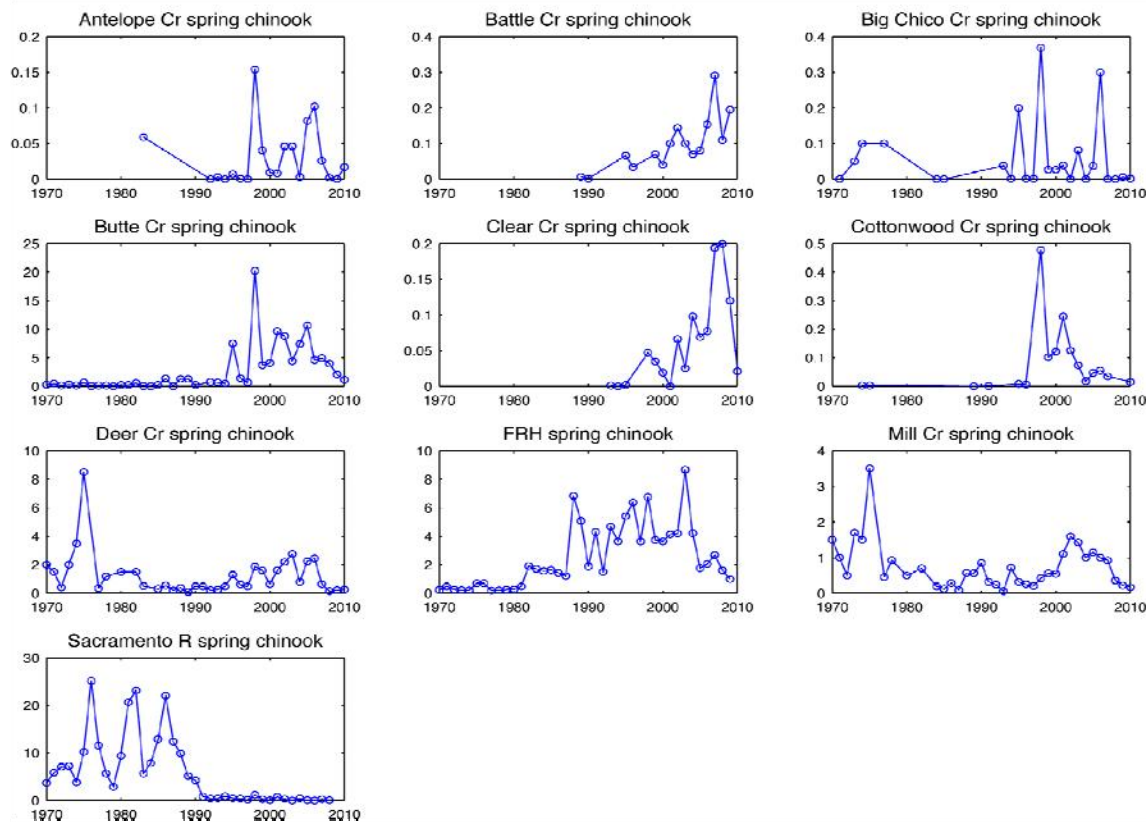 Antelope Cr spring chinook
0.2
0.15
0.1
0.05
0
1970 1980 1990 2000 2010
Battle Cr spring chinook
0.4
0.3
0.2
0.1
0
1970 1980 1990 2000 2010
Big Chico Cr spring chinook
0.4
0.3
0.2
0.1
0
1970 1980 1990 2000 2010
Butte Cr spring chinook
25
20
15
10
5
0
1970 1980 1990 2000 2010
Clear Cr spring chinook
0.2
0.15
0.1
0.05
0
1970 1980 1990 2000 2010
Cottonwood Cr spring chinook
0.5
0.4
0.3
0.2
0.1
0
1970 1980 1990 2000 2010
Deer Cr spring chinook
10
8
6
4
2
0
1970 1980 1990 2000 2010
FRH spring chinook
10
8
6
4
2
0
1970 1980 1990 2000 2010
Mill Cr spring chinook
4
3
2
1
0
1970 1980 1990 2000 2010
Sacramento R spring chinook
30
20
10
0
1970 1980 1990 2000 2010